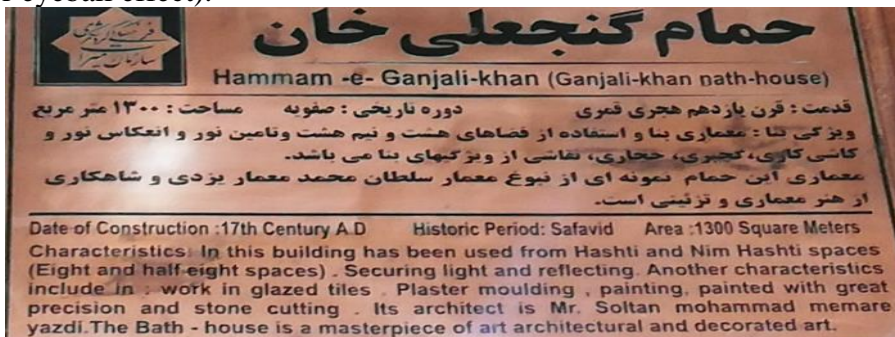 eyeball effect).
حمام گنجعلی خان
Hammam -e- Ganjali-khan (Ganjali-khan nath-house)
قدمت : قرن یازدهم هجری قمری دوره تاریخی : صفویه مساحت : ۱۳۰۰ متر مربع
ویژگی بنا : معماری بنا و استفاده از فضاهای هشت و نیم هشت وتامین نور و انعکاس نور و
کاشی کاری، گچبری، حجاری، نقاشی از ویژگیهای بنا می باشد.
معماری این حمام نمونه ای از نبوغ معمار سلطان محمد معمار یزدی و شاهکاری
از هنر معماری و تزئینی است.
Date of Construction :17th Century A.D Historic Period: Safavid Area :1300 Square Meters
Characteristics: In this building has been used from Hashti and Nim Hashti spaces
(Eight and half eight spaces) . Securing light and reflecting. Another characteristics
include in : work in glazed tiles . Plaster moulding , painting, painted with great
precision and stone cutting . Its architect is Mr. Soltan mohammad memare
yazdi.The Bath - house is a masterpiece of art architectural and decorated art.